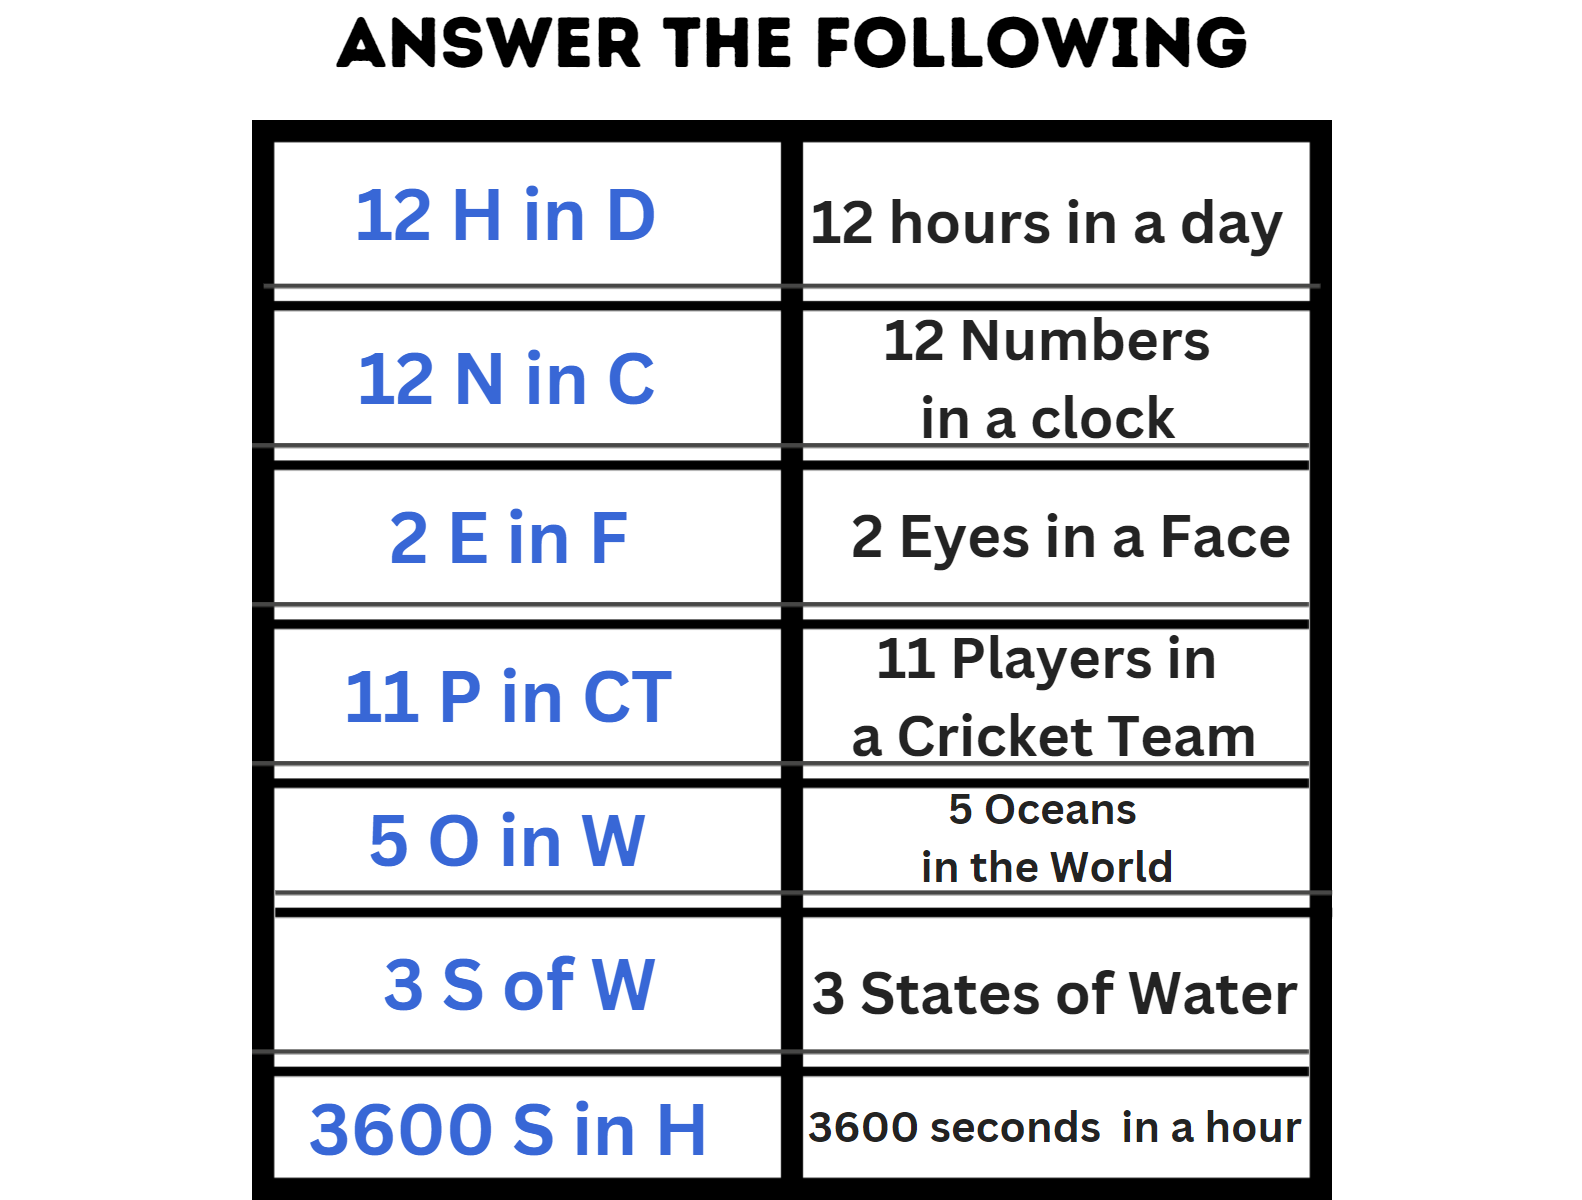 ANSWER THE FOLLOWING
12 H in D
12 hours in a day
12 N in C
12 Numbers
in a clock
2 E in F
2 Eyes in a Face
11 P in CT
11 Players in
a Cricket Team
5 O in W
5 Oceans
in the World
3 S of W
3 States of Water
3600 S in H
3600 seconds in a hour